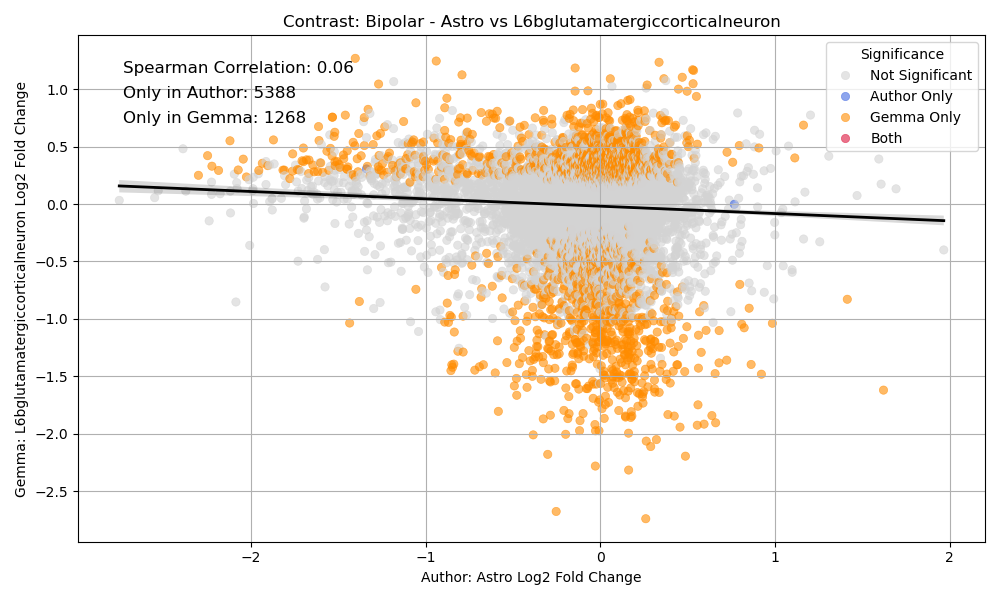 Contrast: Bipolar - Astro vs L6bglutamatergiccorticalneuron
Spearman Correlation: 0.06
Only in Author: 5388
Only in Gemma: 1268
Significance
Not Significant
Author Only
Gemma Only
Both
Gemma: L6bglutamatergiccorticalneuron Log2 Fold Change
1.0
0.5
0.0
−0.5
−1.0
−1.5
−2.0
−2.5
−2
−1
0
1
2
Author: Astro Log2 Fold Change